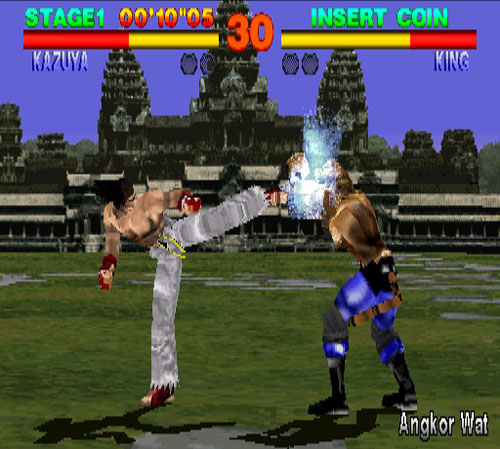 STAGE1 00'10"05 30 INSERT COIN
KAZUYA KING
Angkor Wat